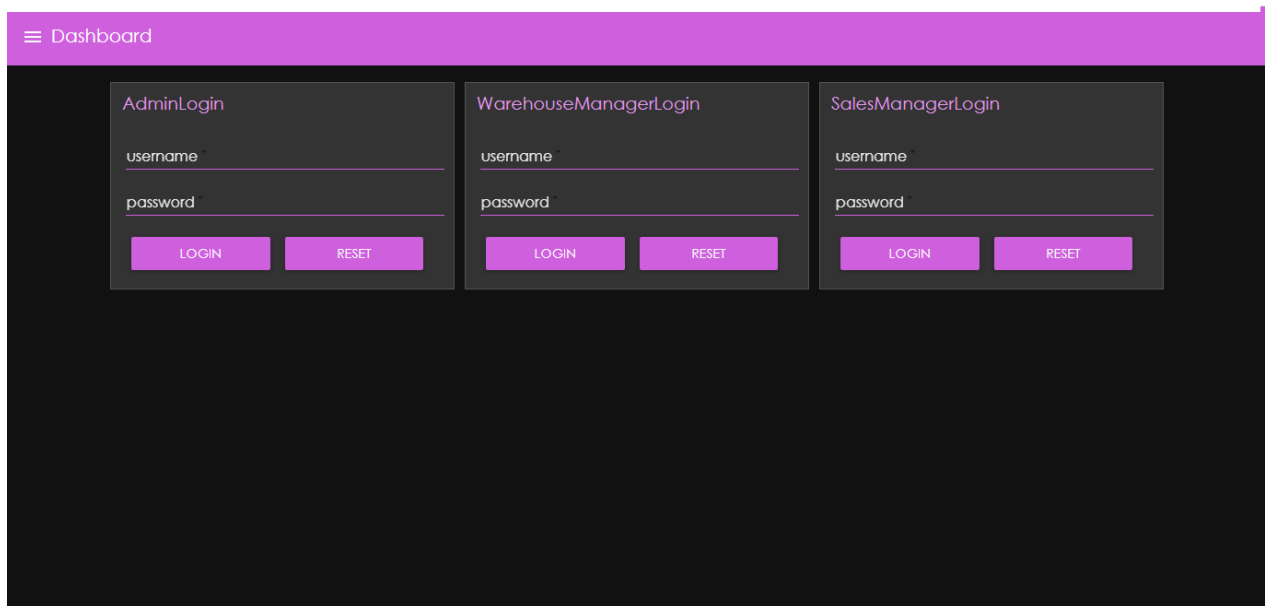 Dashboard
AdminLogin
username *
password *
LOGIN RESET
WarehouseManagerLogin
username *
password *
LOGIN RESET
SalesManagerLogin
username *
password *
LOGIN RESET